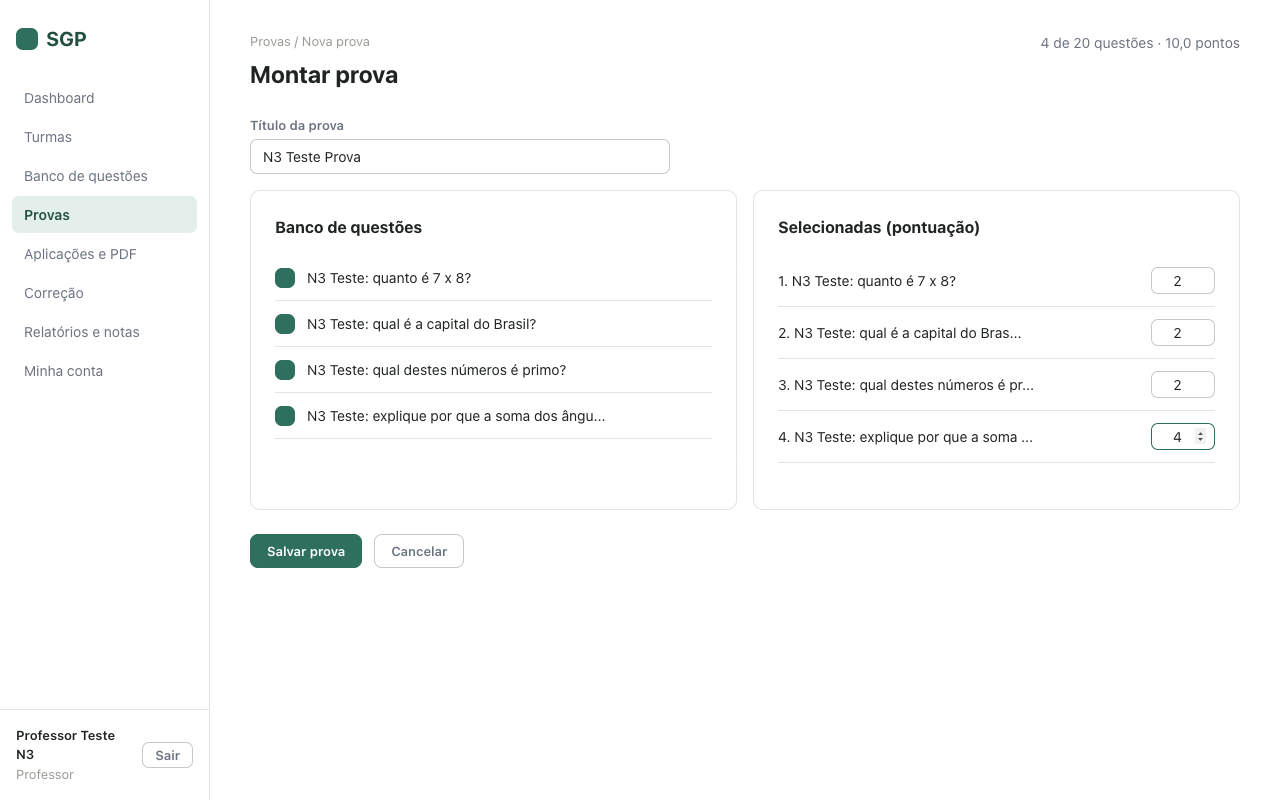 SGP
Dashboard
Turmas
Banco de questões
Provas
Aplicações e PDF
Correção
Relatórios e notas
Minha conta
Professor Teste
N3
Professor
Sair
Provas / Nova prova
4 de 20 questões · 10,0 pontos
Montar prova
Título da prova
N3 Teste Prova
Banco de questões
N3 Teste: quanto é 7 x 8?
N3 Teste: qual é a capital do Brasil?
N3 Teste: qual destes números é primo?
N3 Teste: explique por que a soma dos ângu...
Selecionadas (pontuação)
1. N3 Teste: quanto é 7 x 8? 2
2. N3 Teste: qual é a capital do Bras... 2
3. N3 Teste: qual destes números é pr... 2
4. N3 Teste: explique por que a soma ... 4
Salvar prova
Cancelar